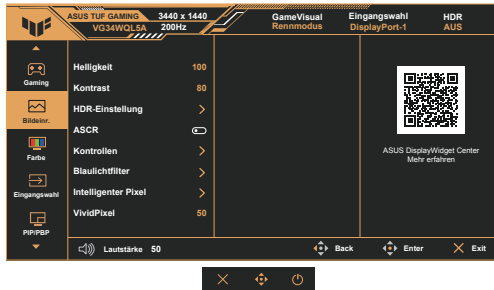 ASUS TUF GAMING 3440 x 1440
VG34WQL5A 200Hz
GameVisual Eingangswahl HDR
Rennmodus DisplayPort-1 AUS
Gaming
Bildeinr.
Farbe
Eingangswahl
PIP/PBP
Helligkeit 100
Kontrast 80
HDR-Einstellung
ASCR
Kontrollen
Blaulichtfilter
Intelligenter Pixel
VividPixel 50
ASUS DisplayWidget Center
Mehr erfahren
Lautstärke 50 Back Enter Exit